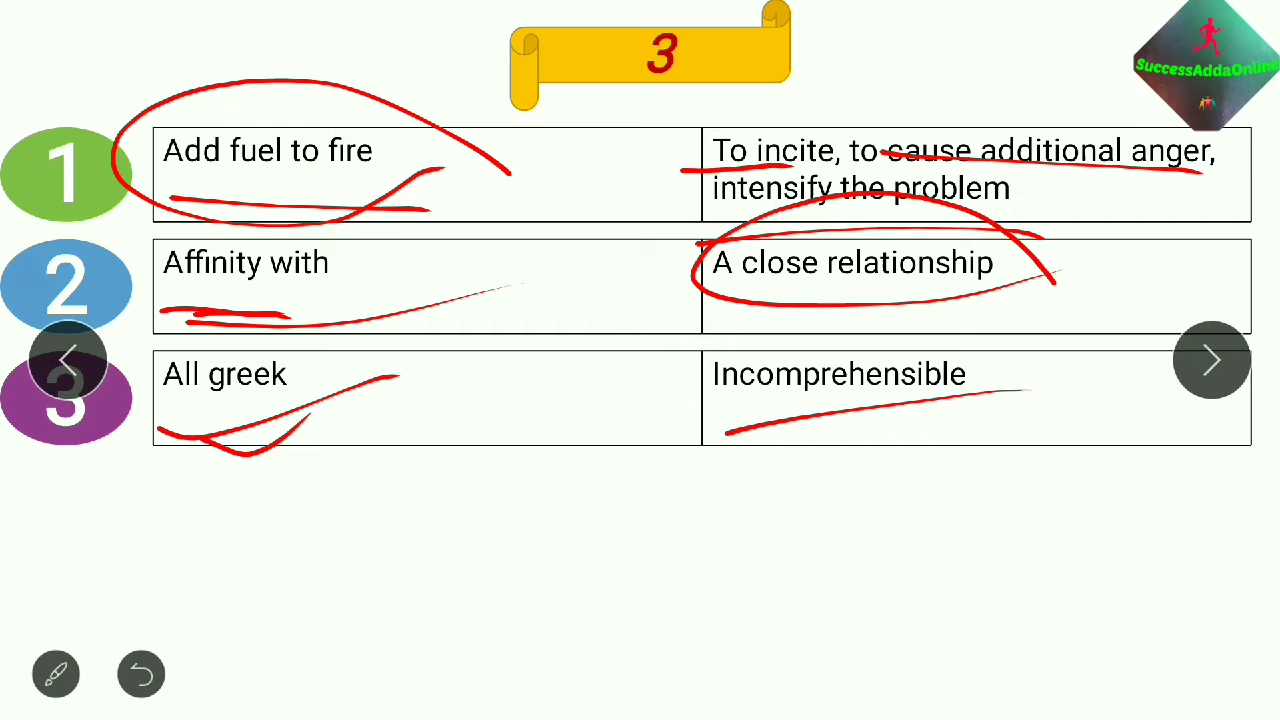 3
SuccessAddaOnline
1
Add fuel to fire
To incite, to cause additional anger,
intensify the problem
2
Affinity with
A close relationship
3
All greek
Incomprehensible